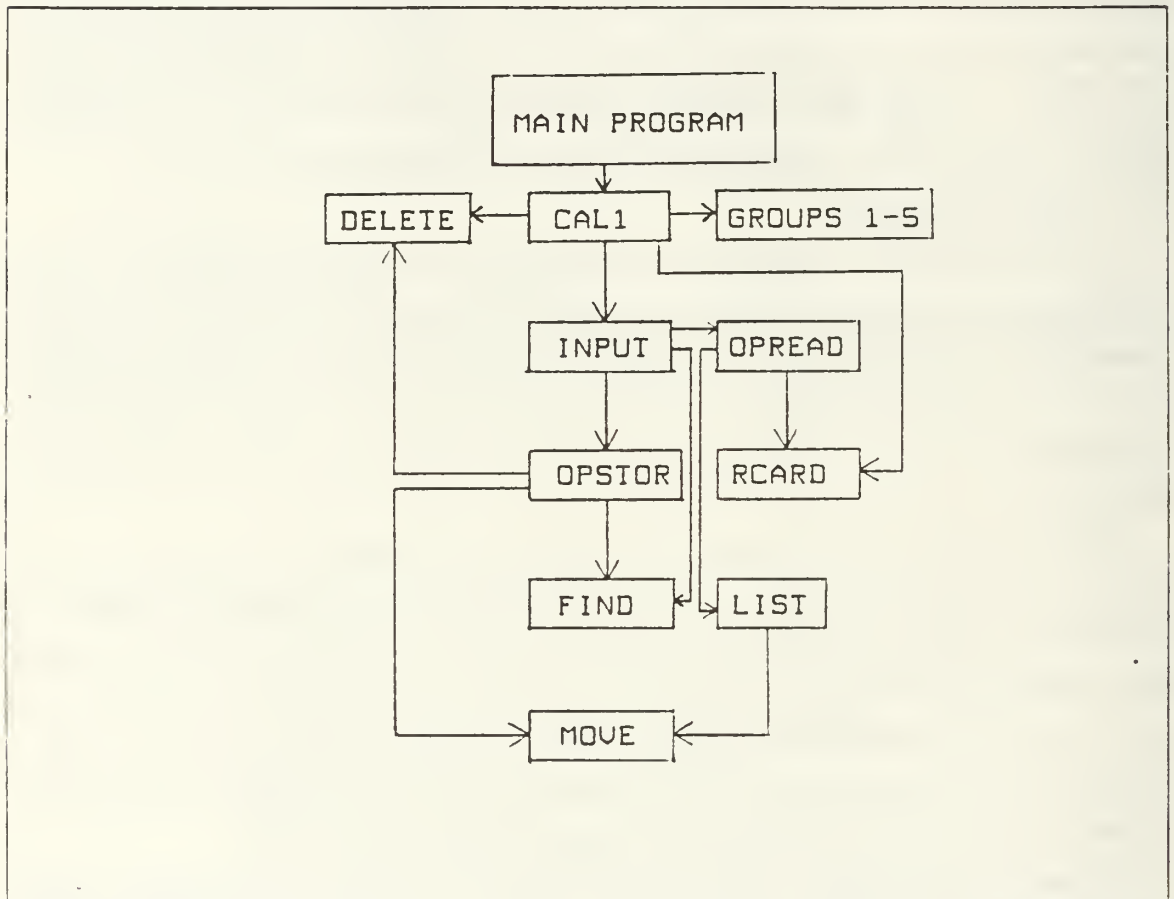 MAIN PROGRAM
DELETE
CAL1
GROUPS 1-5
INPUT
OPREAD
OPSTOR
RCARD
FIND
LIST
MOVE